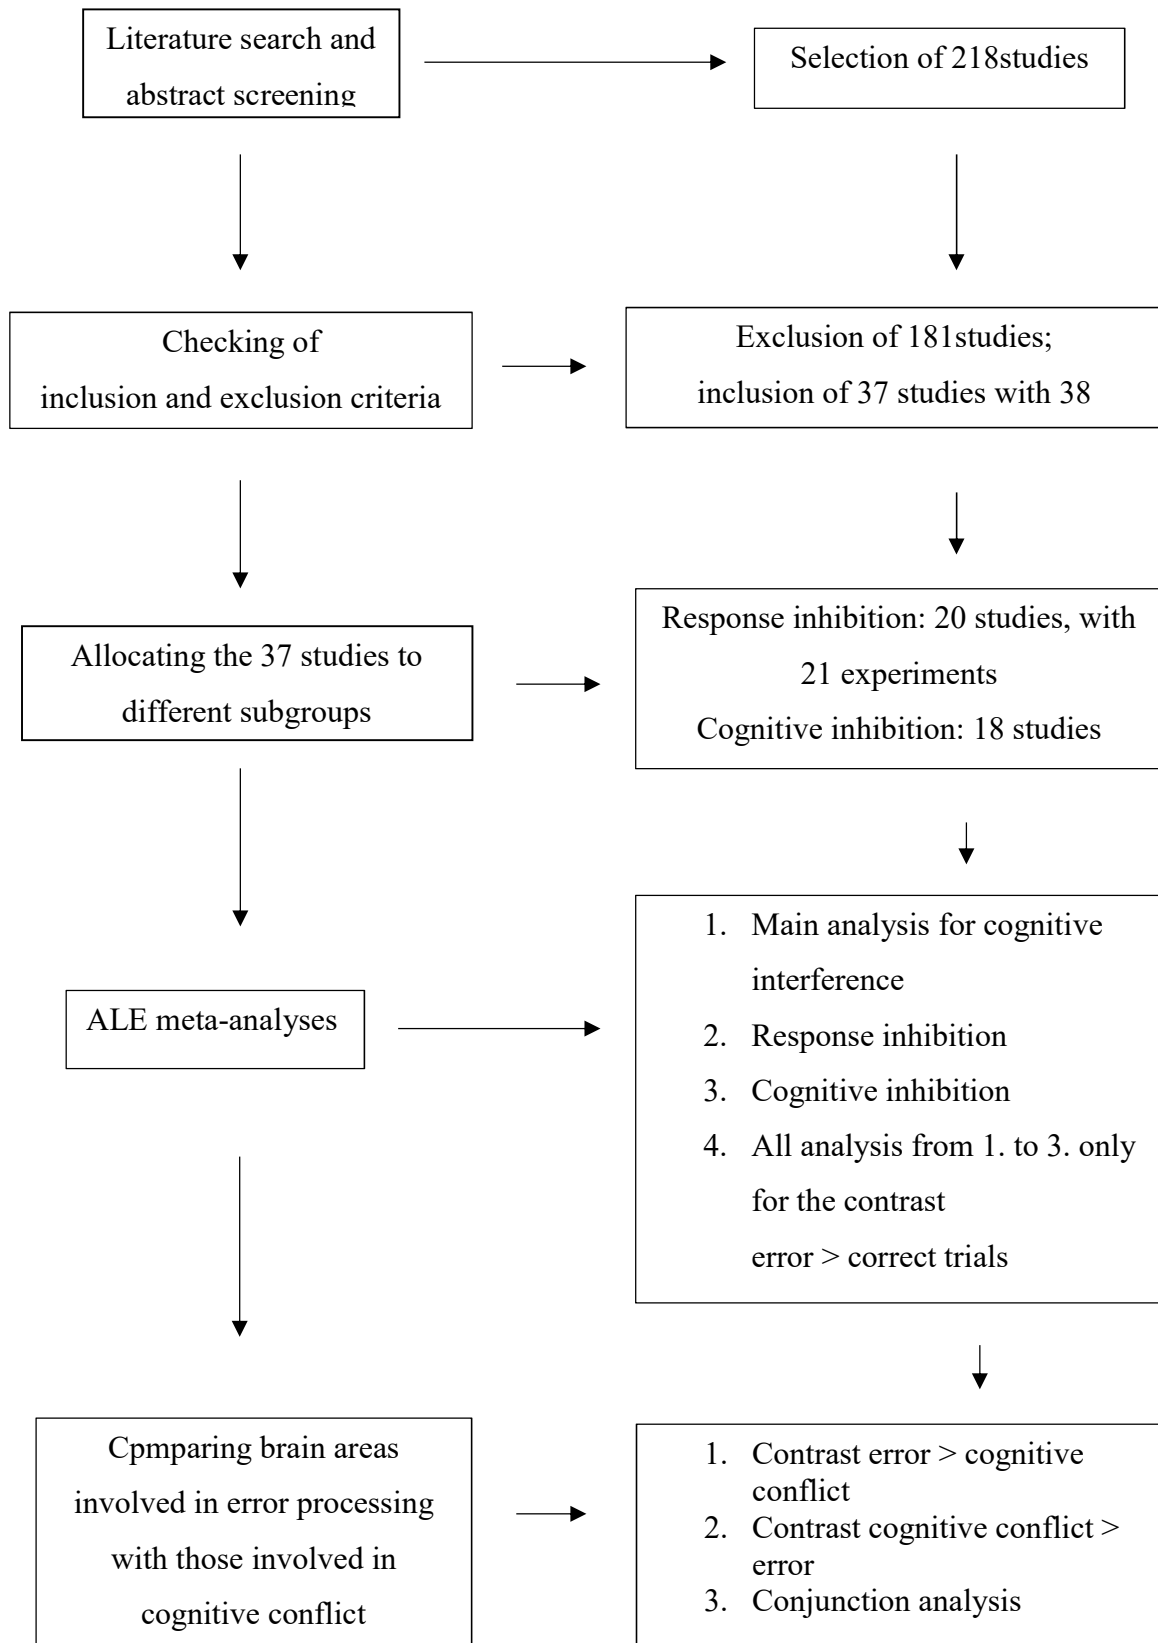 Literature search and
abstract screening
Selection of 218studies
Checking of
inclusion and exclusion criteria
Exclusion of 181studies;
inclusion of 37 studies with 38
Allocating the 37 studies to
different subgroups
Response inhibition: 20 studies, with
21 experiments
Cognitive inhibition: 18 studies
ALE meta-analyses
1. Main analysis for cognitive
interference
2. Response inhibition
3. Cognitive inhibition
4. All analysis from 1. to 3. only
for the contrast
error > correct trials
Cpmparing brain areas
involved in error processing
with those involved in
cognitive conflict
1. Contrast error > cognitive
conflict
2. Contrast cognitive conflict >
error
3. Conjunction analysis